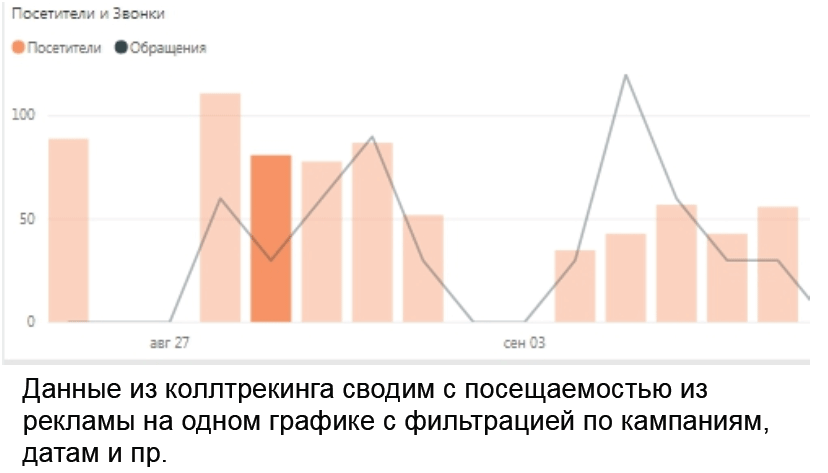 Посетители и Звонки
Посетители Обращения
100
50
0
авг 27 сен 03
Данные из коллтрекинга сводим с посещаемостью из
рекламы на одном графике с фильтрацией по кампаниям,
датам и пр.